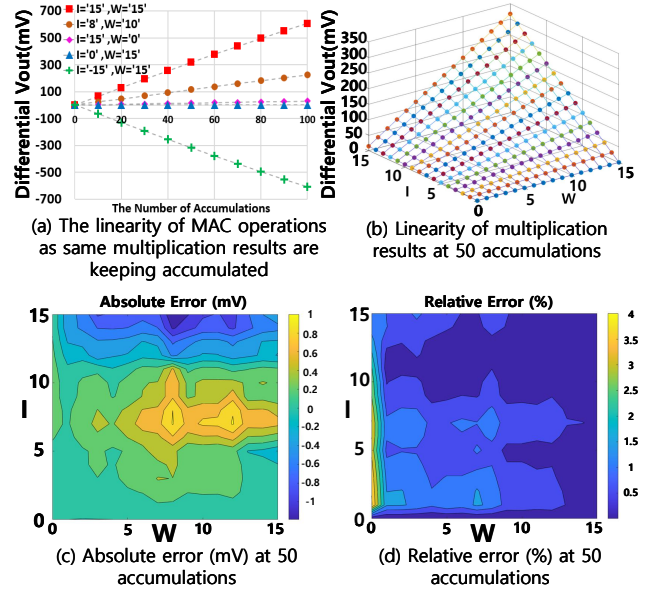 700
500
300
100
-100
-300
-500
-700
Differential Vout(mV)
I='15' ,W='15'
I='8' ,W='10'
I='15' ,W='0'
I='0' ,W='15'
I='-15' ,W='15'
0 20 40 60 80 100
The Number of Accumulations
(a) The linearity of MAC operations
as same multiplication results are
keeping accumulated
Differential Vout(mV)
350
300
250
200
150
100
50
0
15
10
I
5
0
5
W
10
15
(b) Linearity of multiplication
results at 50 accumulations
Absolute Error (mV)
15
10
I
5
0
0 5 W 10 15
1
0.8
0.6
0.4
0.2
0
-0.2
-0.4
-0.6
-0.8
-1
(c) Absolute error (mV) at 50
accumulations
Relative Error (%)
15
10
I
5
0
0 5 W 10 15
4
3.5
3
2.5
2
1.5
1
0.5
(d) Relative error (%) at 50
accumulations